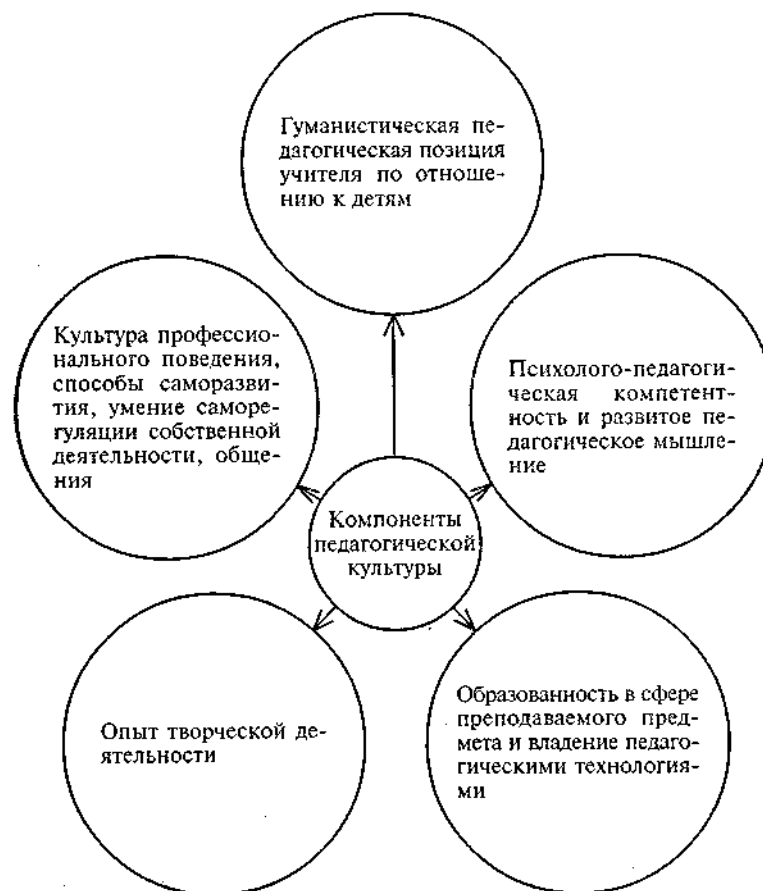 Гуманистическая пе-
дагогическая позиция
учителя по отноше-
нию к детям
Культура профессио-
нального поведения,
способы саморазви-
тия, умение саморе-
гуляции собственной
деятельности, обще-
ния
Психолого-педагоги-
ческая компетент-
ность и развитое пе-
дагогическое мышле-
ние
Компоненты
педагогической
культуры
Опыт творческой де-
ятельности
Образованность в сфере
преподаваемого пред-
мета и владение педаго-
гическими технология-
ми